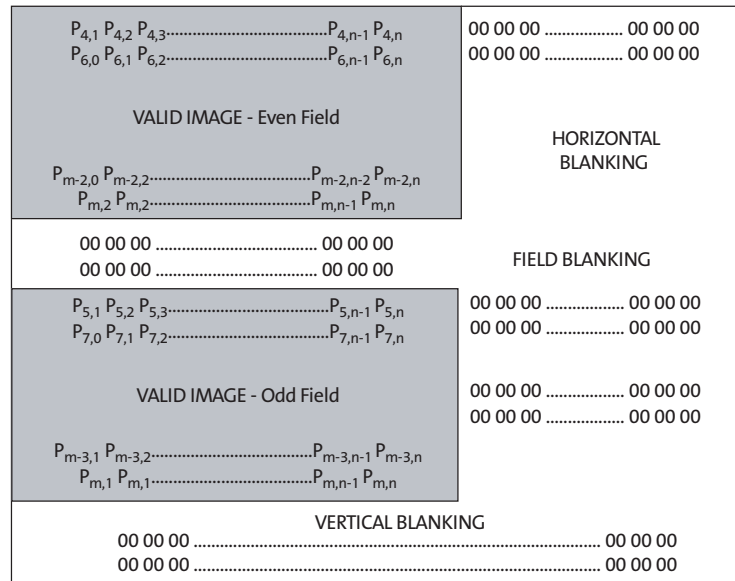 P4,1 P4,2 P4,3.......................................P4,n-1 P4,n 00 00 00 ................... 00 00 00
P6,0 P6,1 P6,2.......................................P6,n-1 P6,n 00 00 00 ................... 00 00 00
VALID IMAGE - Even Field
HORIZONTAL
BLANKING
Pm-2,0 Pm-2,2.......................................Pm-2,n-2 Pm-2,n
Pm,2 Pm,2.......................................Pm,n-1 Pm,n
00 00 00 ....................................... 00 00 00
00 00 00 ....................................... 00 00 00
FIELD BLANKING
P5,1 P5,2 P5,3.......................................P5,n-1 P5,n 00 00 00 ................... 00 00 00
P7,0 P7,1 P7,2.......................................P7,n-1 P7,n 00 00 00 ................... 00 00 00
VALID IMAGE - Odd Field
00 00 00 ................... 00 00 00
00 00 00 ................... 00 00 00
Pm-3,1 Pm-3,2.......................................Pm-3,n-1 Pm-3,n
Pm,1 Pm,1.......................................Pm,n-1 Pm,n
VERTICAL BLANKING
00 00 00 .................................................................................................... 00 00 00
00 00 00 .................................................................................................... 00 00 00